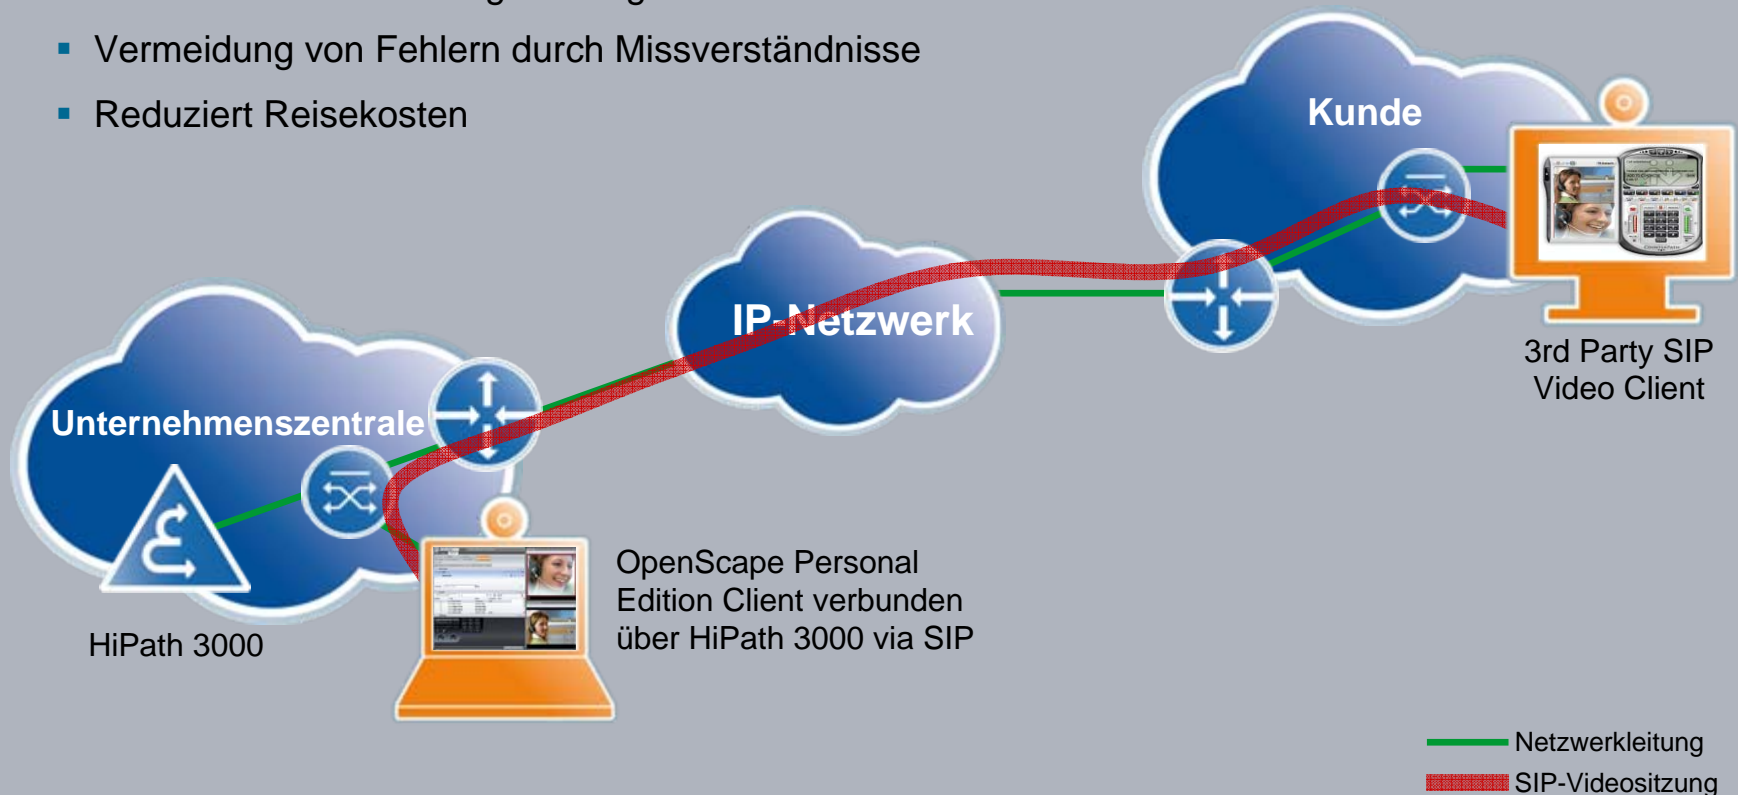 Vermeidung von Fehlern durch Missverständnisse
Reduziert Reisekosten
Kunde
IP-Netzwerk
3rd Party SIP
Video Client
Unternehmenszentrale
OpenScape Personal
Edition Client verbunden
über HiPath 3000 via SIP
HiPath 3000
Netzwerkleitung
SIP-Videositzung